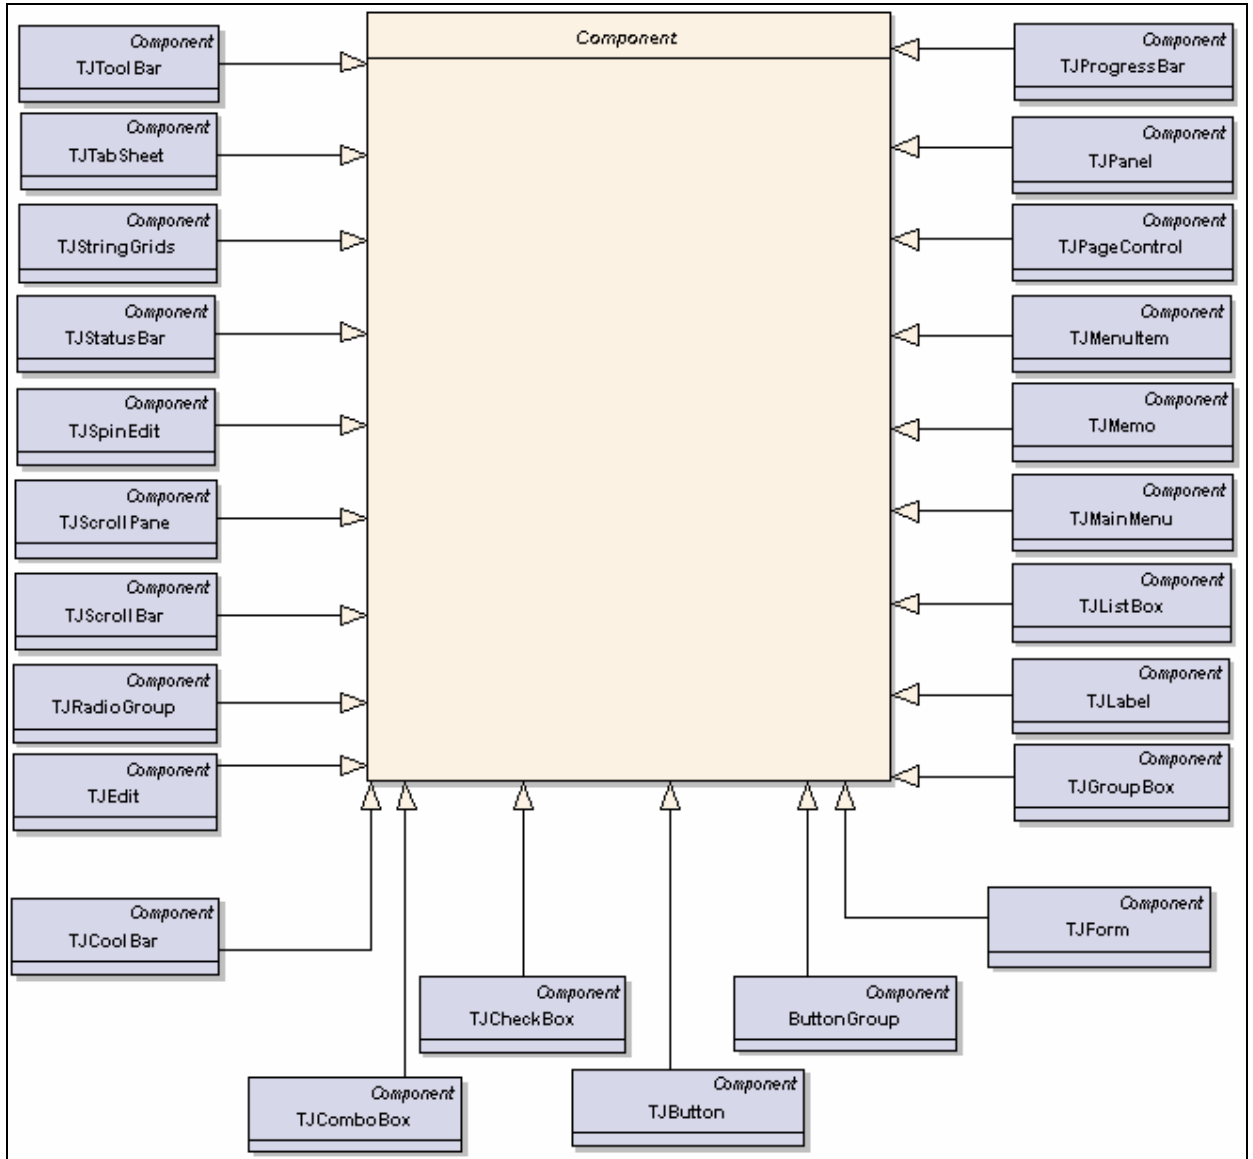 Component
Component
TJToolBar
Component
TJTabSheet
Component
TJStringGrids
Component
TJStatusBar
Component
TJSpinEdit
Component
TJScrollPane
Component
TJScrollBar
Component
TJRadioGroup
Component
TJEdit
Component
TJCoolBar
Component
TJComboBox
Component
TJCheckBox
Component
TJButton
Component
ButtonGroup
Component
TJForm
Component
TJProgressBar
Component
TJPanel
Component
TJPageControl
Component
TJMenuItem
Component
TJMemo
Component
TJMainMenu
Component
TJListBox
Component
TJLabel
Component
TJGroupBox